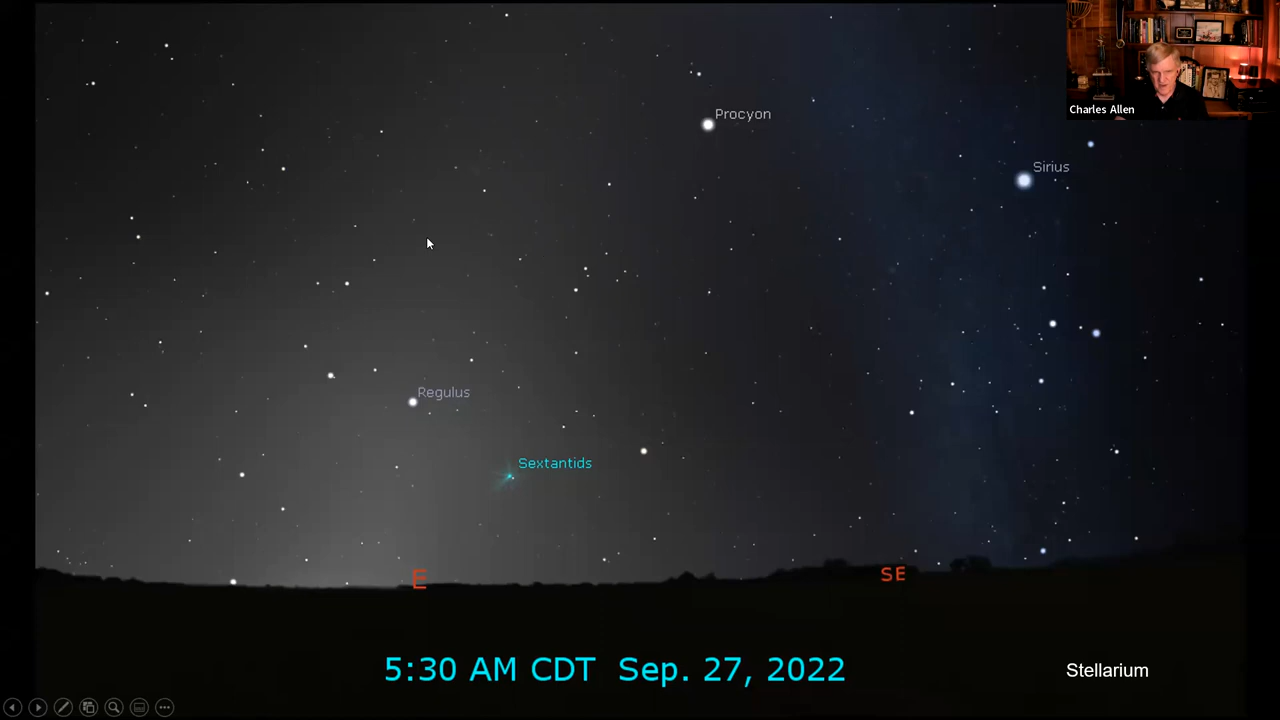 Charles Allen
Procyon
Sirius
Regulus
Sextantids
E
SE
5:30 AM CDT Sep. 27, 2022
Stellarium